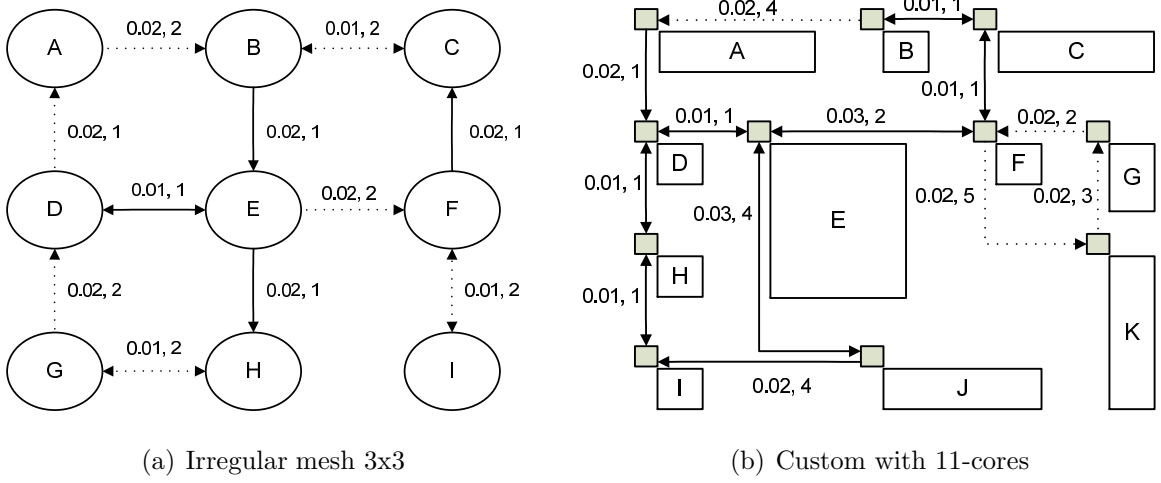 0.02, 2
0.01, 2
A
B
C
0.02, 1
0.02, 1
0.02, 1
0.01, 1
0.02, 2
D
E
F
0.02, 2
0.02, 1
0.01, 2
0.01, 2
G
H
I
(a) Irregular mesh 3x3
0.02, 4
0.01, 1
A
B
C
0.02, 1
0.01, 1
0.01, 1
0.03, 2
0.02, 2
D
F
G
0.01, 1
0.02, 5
0.02, 3
0.03, 4
E
H
0.01, 1
K
0.02, 4
I
J
(b) Custom with 11-cores